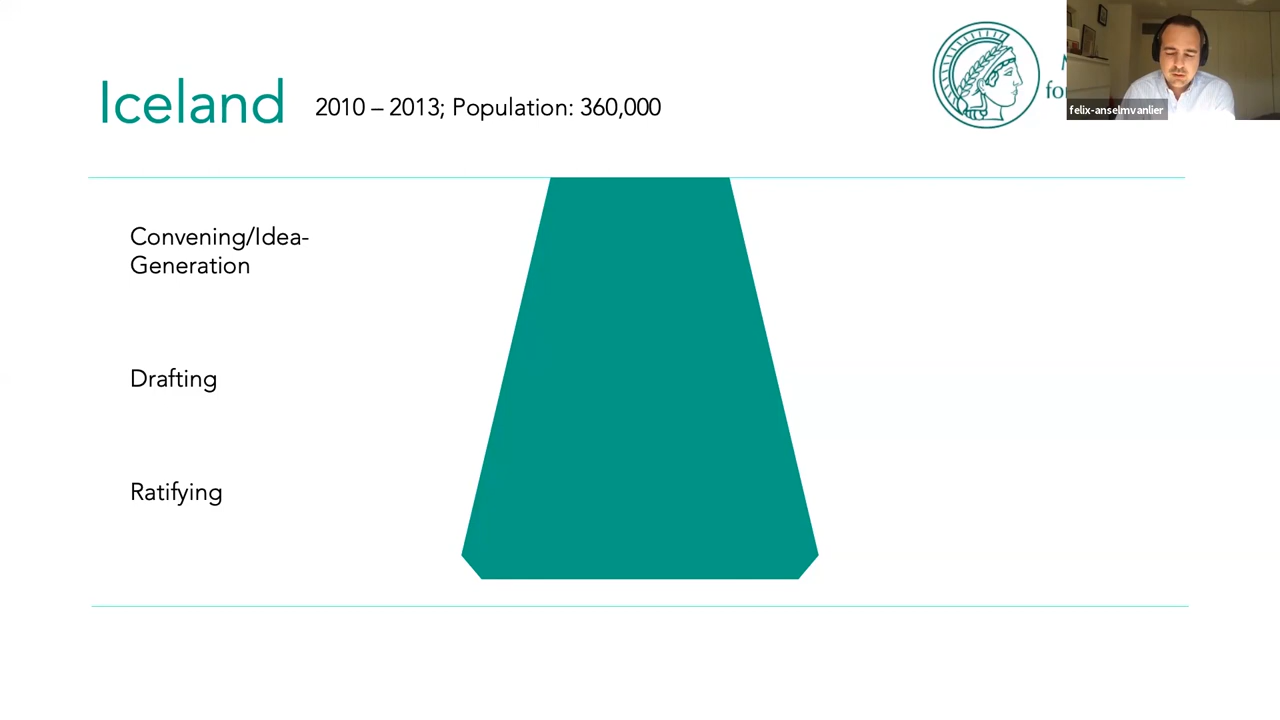 Iceland 2010 – 2013; Population: 360,000
felix-anselmvanlier
Convening/Idea-
Generation
Drafting
Ratifying